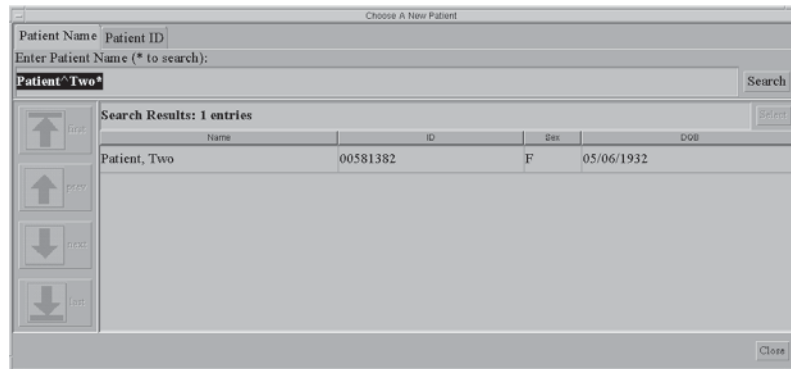 Choose A New Patient
Patient Name Patient ID
Enter Patient Name (* to search):
Patient^Two* Search
Search Results: 1 entries Select
first
Name ID Sex DOB
Patient, Two 00581382 F 05/06/1932
prev
next
last
Close